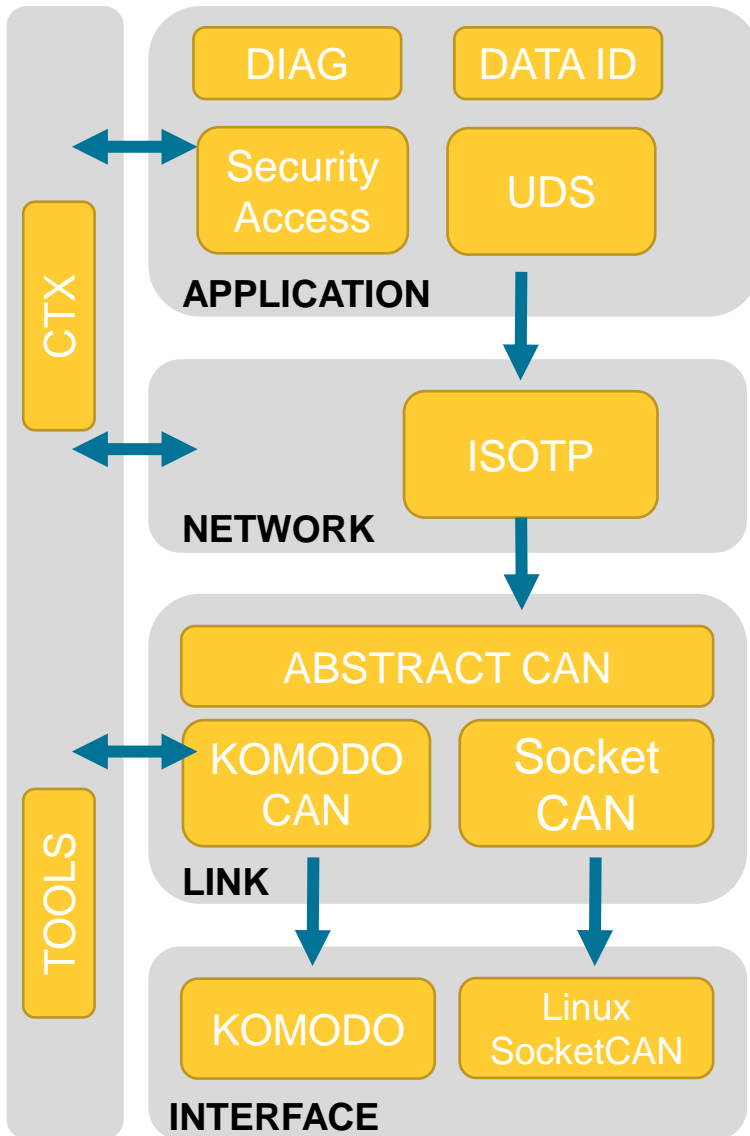 DIAG
DATA ID
Security
Access
UDS
APPLICATION
CTX
ISOTP
NETWORK
ABSTRACT CAN
KOMODO
CAN
Socket
CAN
LINK
TOOLS
KOMODO
Linux
SocketCAN
INTERFACE